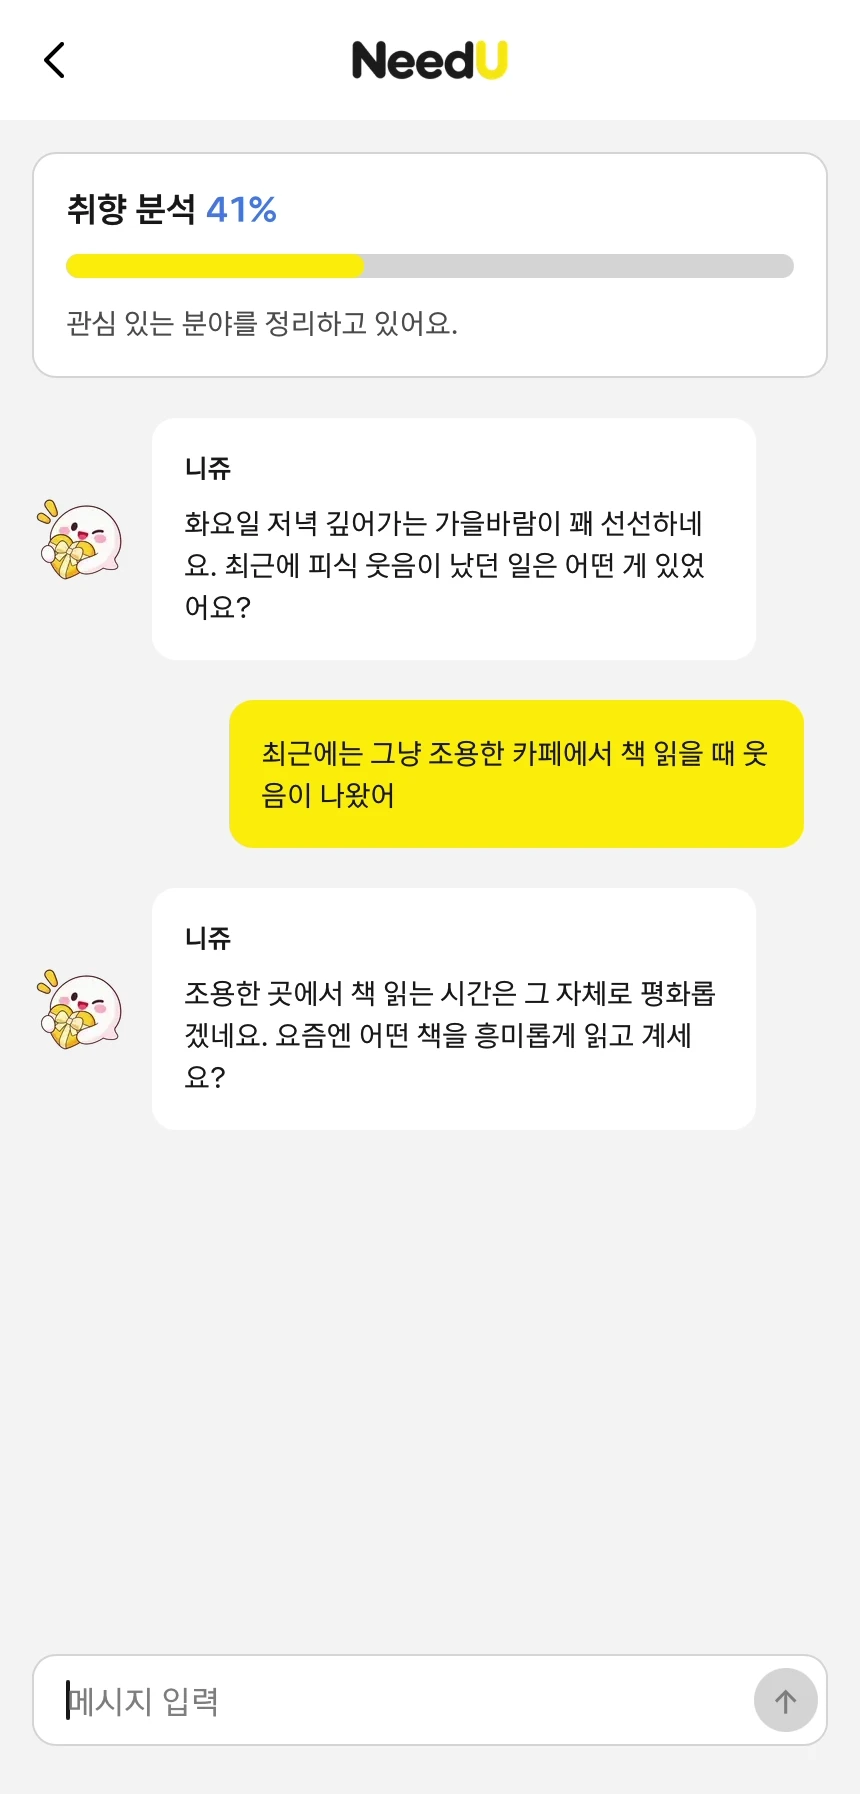 NeedU
취향 분석 41%
관심 있는 분야를 정리하고 있어요.
니쥬
화요일 저녁 깊어가는 가을바람이 꽤 선선하네
요. 최근에 피식 웃음이 났던 일은 어떤 게 있었
어요?
최근에는 그냥 조용한 카페에서 책 읽을 때 웃
음이 나왔어
니쥬
조용한 곳에서 책 읽는 시간은 그 자체로 평화롭
겠네요. 요즘엔 어떤 책을 흥미롭게 읽고 계세
요?
메시지 입력